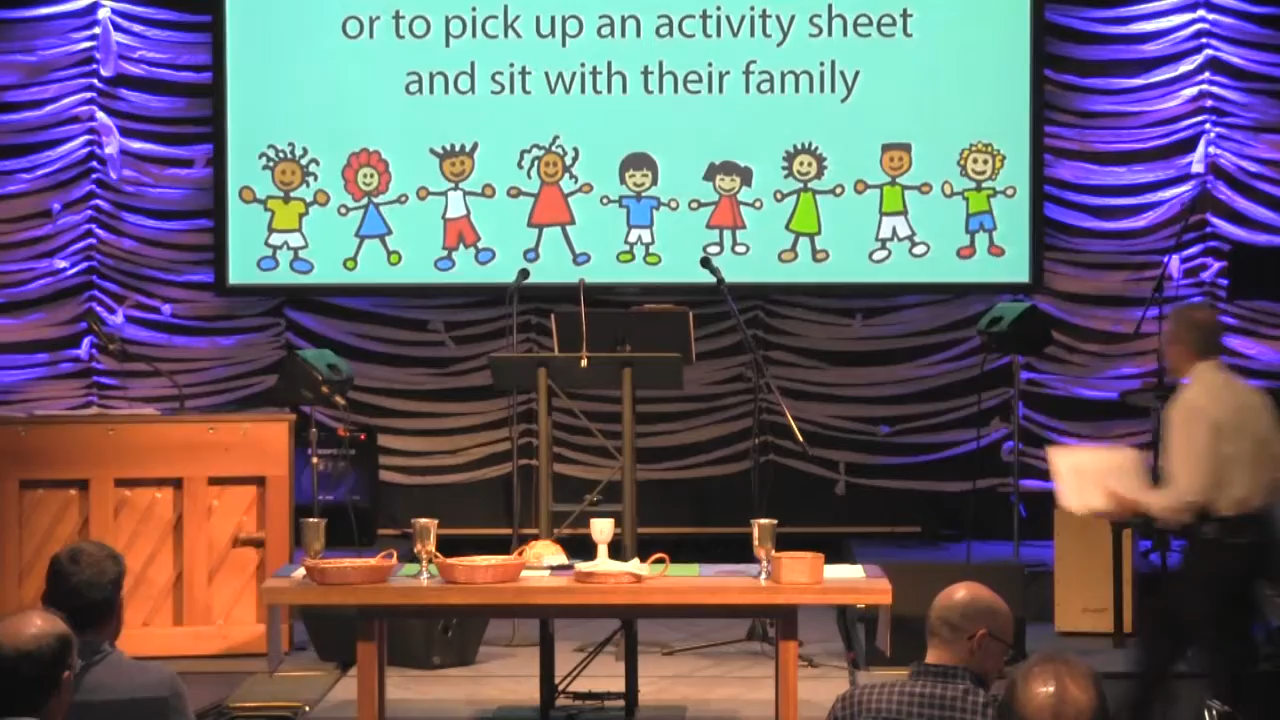 or to pick up an activity sheet
and sit with their family